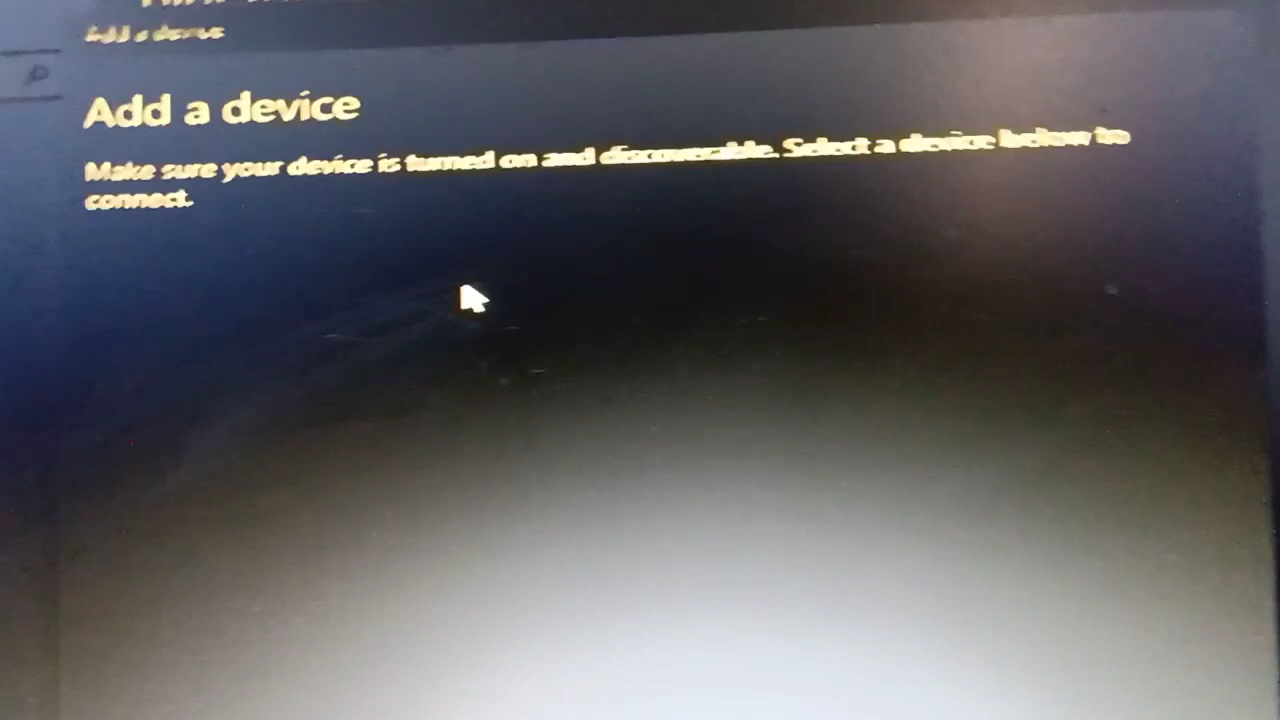 Add a device
Add a device
Make sure your device is turned on and discoverable. Select a device below to
connect.